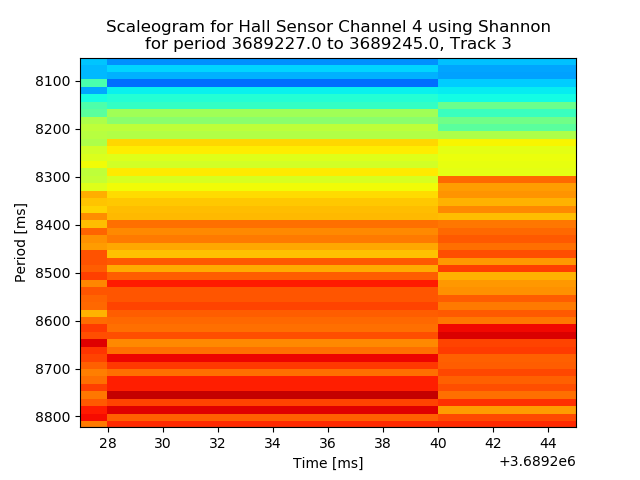 Scaleogram for Hall Sensor Channel 4 using Shannon
for period 3689227.0 to 3689245.0, Track 3
8100
8200
8300
8400
8500
8600
8700
8800
Period [ms]
28 30 32 34 36 38 40 42 44
Time [ms]
+3.6892e6